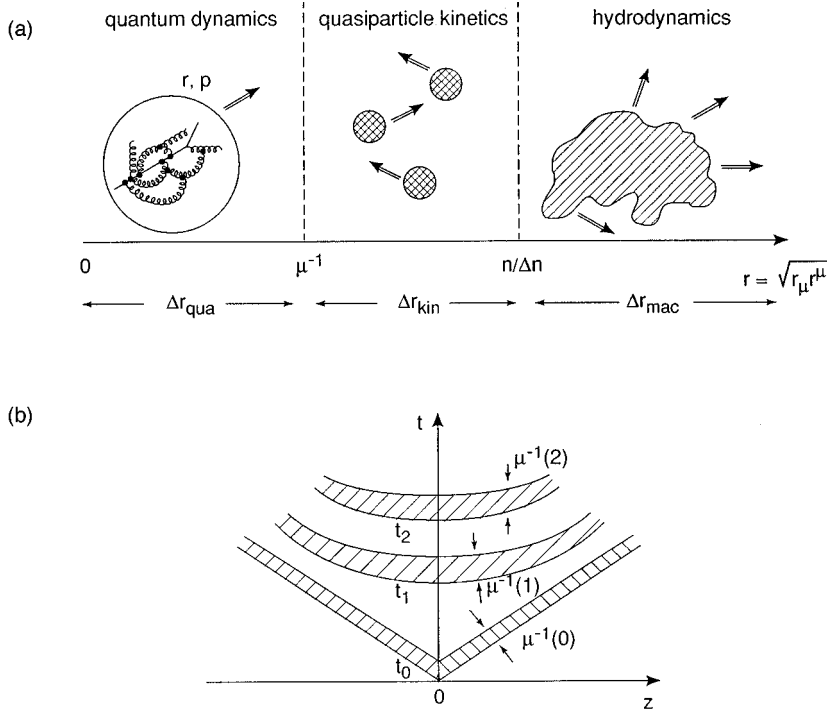 (a)
quantum dynamics
quasiparticle kinetics
hydrodynamics
r, p
0
μ⁻¹
n/Δn
r = √r_μ r^μ
Δr_qua
Δr_kin
Δr_mac
(b)
t
μ⁻¹(2)
t₂
t₁
μ⁻¹(1)
μ⁻¹(0)
t₀
0
z